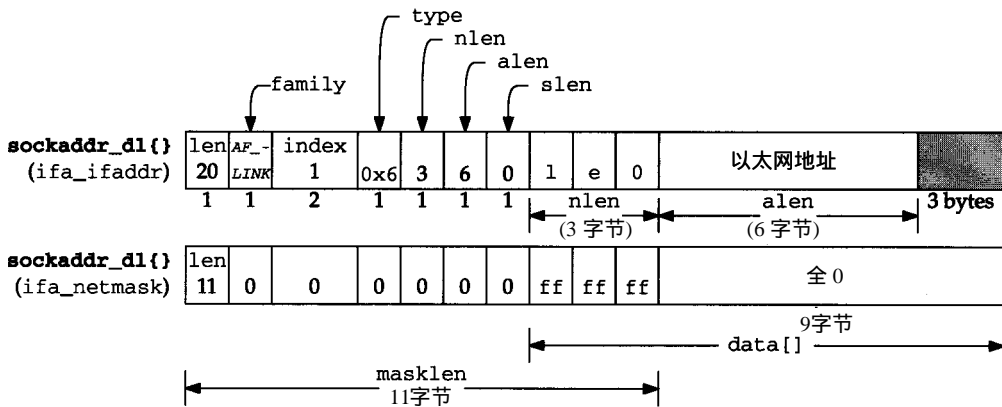 type
nlen
alen
slen
family
sockaddr_dl{}
(ifa_ifaddr)
len AF_- index
20 LINK 1 0x6 3 6 0 l e 0 以太网地址
1 1 2 1 1 1 1 nlen alen 3 bytes
(3 字节) (6 字节)
sockaddr_dl{}
(ifa_netmask)
len
11 0 0 0 0 0 0 ff ff ff 全 0
9字节
data[]
masklen
11字节